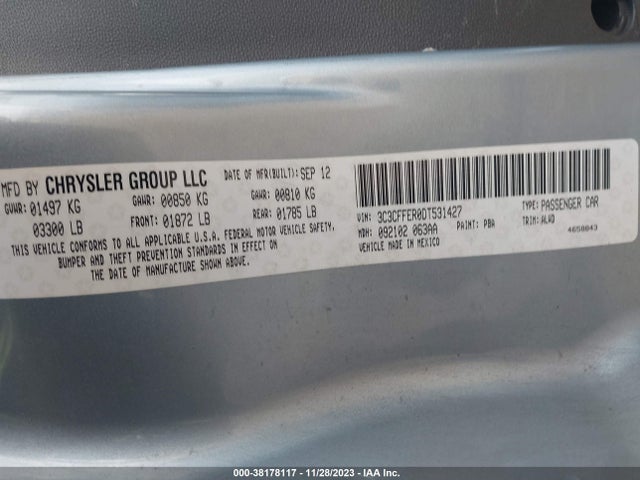 MFD BY CHRYSLER GROUP LLC DATE OF MFR(BUILT): SEP 12
GVWR: 01497 KG GAWR: 00850 KG GAWR: 00810 KG
03300 LB FRONT: 01872 LB REAR: 01785 LB
THIS VEHICLE CONFORMS TO ALL APPLICABLE U.S.A. FEDERAL MOTOR VEHICLE SAFETY,
BUMPER AND THEFT PREVENTION STANDARDS IN EFFECT ON
THE DATE OF MANUFACTURE SHOWN ABOVE.
VIN: 3C3CFFER0DT531427 TYPE: PASSENGER CAR
MDH: 092102 063AA PAINT: PBA TRIM: ALAD
VEHICLE MADE IN MEXICO 4658843
000-38178117 - 11/28/2023 - IAA Inc.